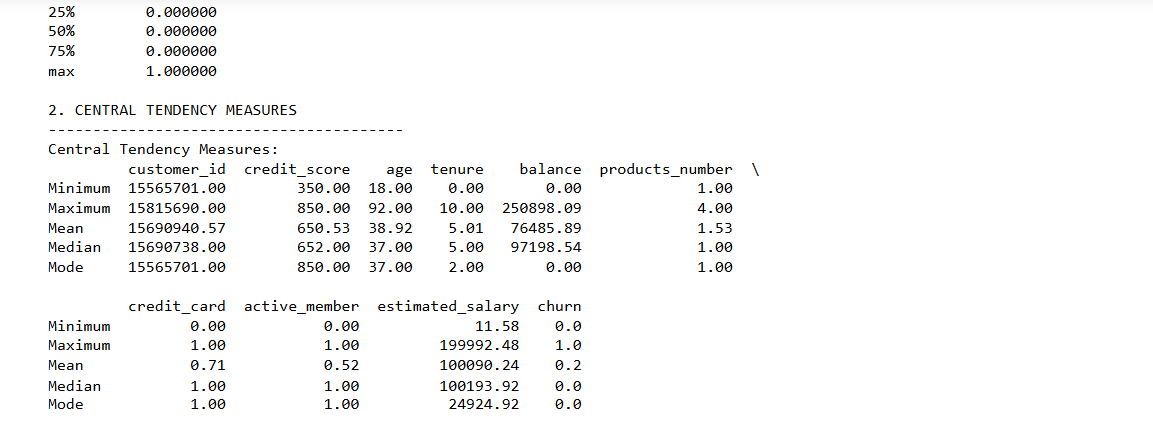 25%        0.000000
50%        0.000000
75%        0.000000
max        1.000000
2. CENTRAL TENDENCY MEASURES
----------------------------------------
Central Tendency Measures:
         customer_id  credit_score    age  tenure    balance  products_number  \
Minimum  15565701.00        350.00  18.00    0.00       0.00             1.00
Maximum  15815690.00        850.00  92.00   10.00  250898.09             4.00
Mean     15690940.57        650.53  38.92    5.01   76485.89             1.53
Median   15690738.00        652.00  37.00    5.00   97198.54             1.00
Mode     15565701.00        850.00  37.00    2.00       0.00             1.00
         credit_card  active_member  estimated_salary  churn
Minimum         0.00           0.00             11.58    0.0
Maximum         1.00           1.00         199992.48    1.0
Mean            0.71           0.52         100090.24    0.2
Median          1.00           1.00         100193.92    0.0
Mode            1.00           1.00          24924.92    0.0